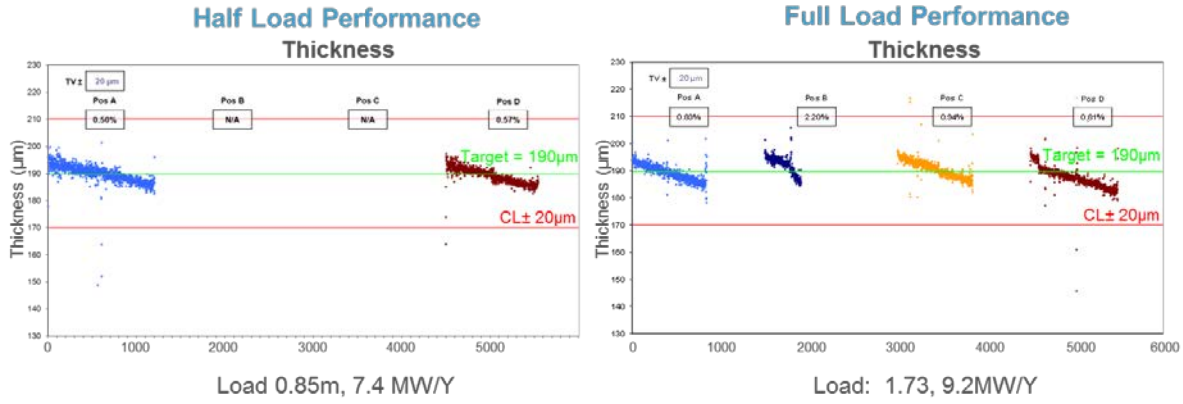 Half Load Performance
Thickness
230
220
210
200
190
180
170
160
150
140
130
Thickness (µm)
TV ± 20 µm
Pos A Pos B Pos C Pos D
0.50% N/A N/A 0.57%
Target = 190µm
CL± 20µm
0 1000 2000 3000 4000 5000
Load 0.85m, 7.4 MW/Y
Full Load Performance
Thickness
230
220
210
200
190
180
170
160
150
140
130
Thickness (µm)
TV ± 20 µm
Pos A Pos B Pos C Pos D
2.20% 0.94% 0.61%
Target = 190µm
CL± 20µm
0 1000 2000 3000 4000 5000 6000
Load: 1.73, 9.2MW/Y